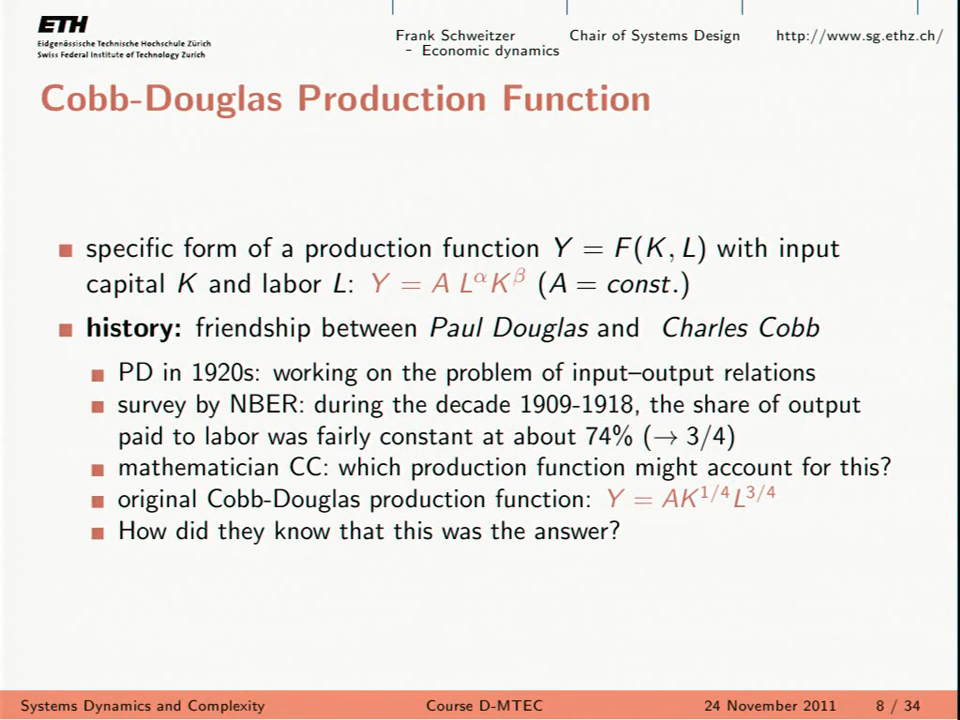 ETH
Eidgenössische Technische Hochschule Zürich
Swiss Federal Institute of Technology Zurich
Frank Schweitzer
- Economic dynamics
Chair of Systems Design
http://www.sg.ethz.ch/
Cobb-Douglas Production Function
specific form of a production function Y = F(K, L) with input
capital K and labor L: Y = A L^α K^β (A = const.)
history: friendship between Paul Douglas and Charles Cobb
PD in 1920s: working on the problem of input–output relations
survey by NBER: during the decade 1909-1918, the share of output
paid to labor was fairly constant at about 74% (→ 3/4)
mathematician CC: which production function might account for this?
original Cobb-Douglas production function: Y = AK^1/4 L^3/4
How did they know that this was the answer?
Systems Dynamics and Complexity
Course D-MTEC
24 November 2011
8 / 34